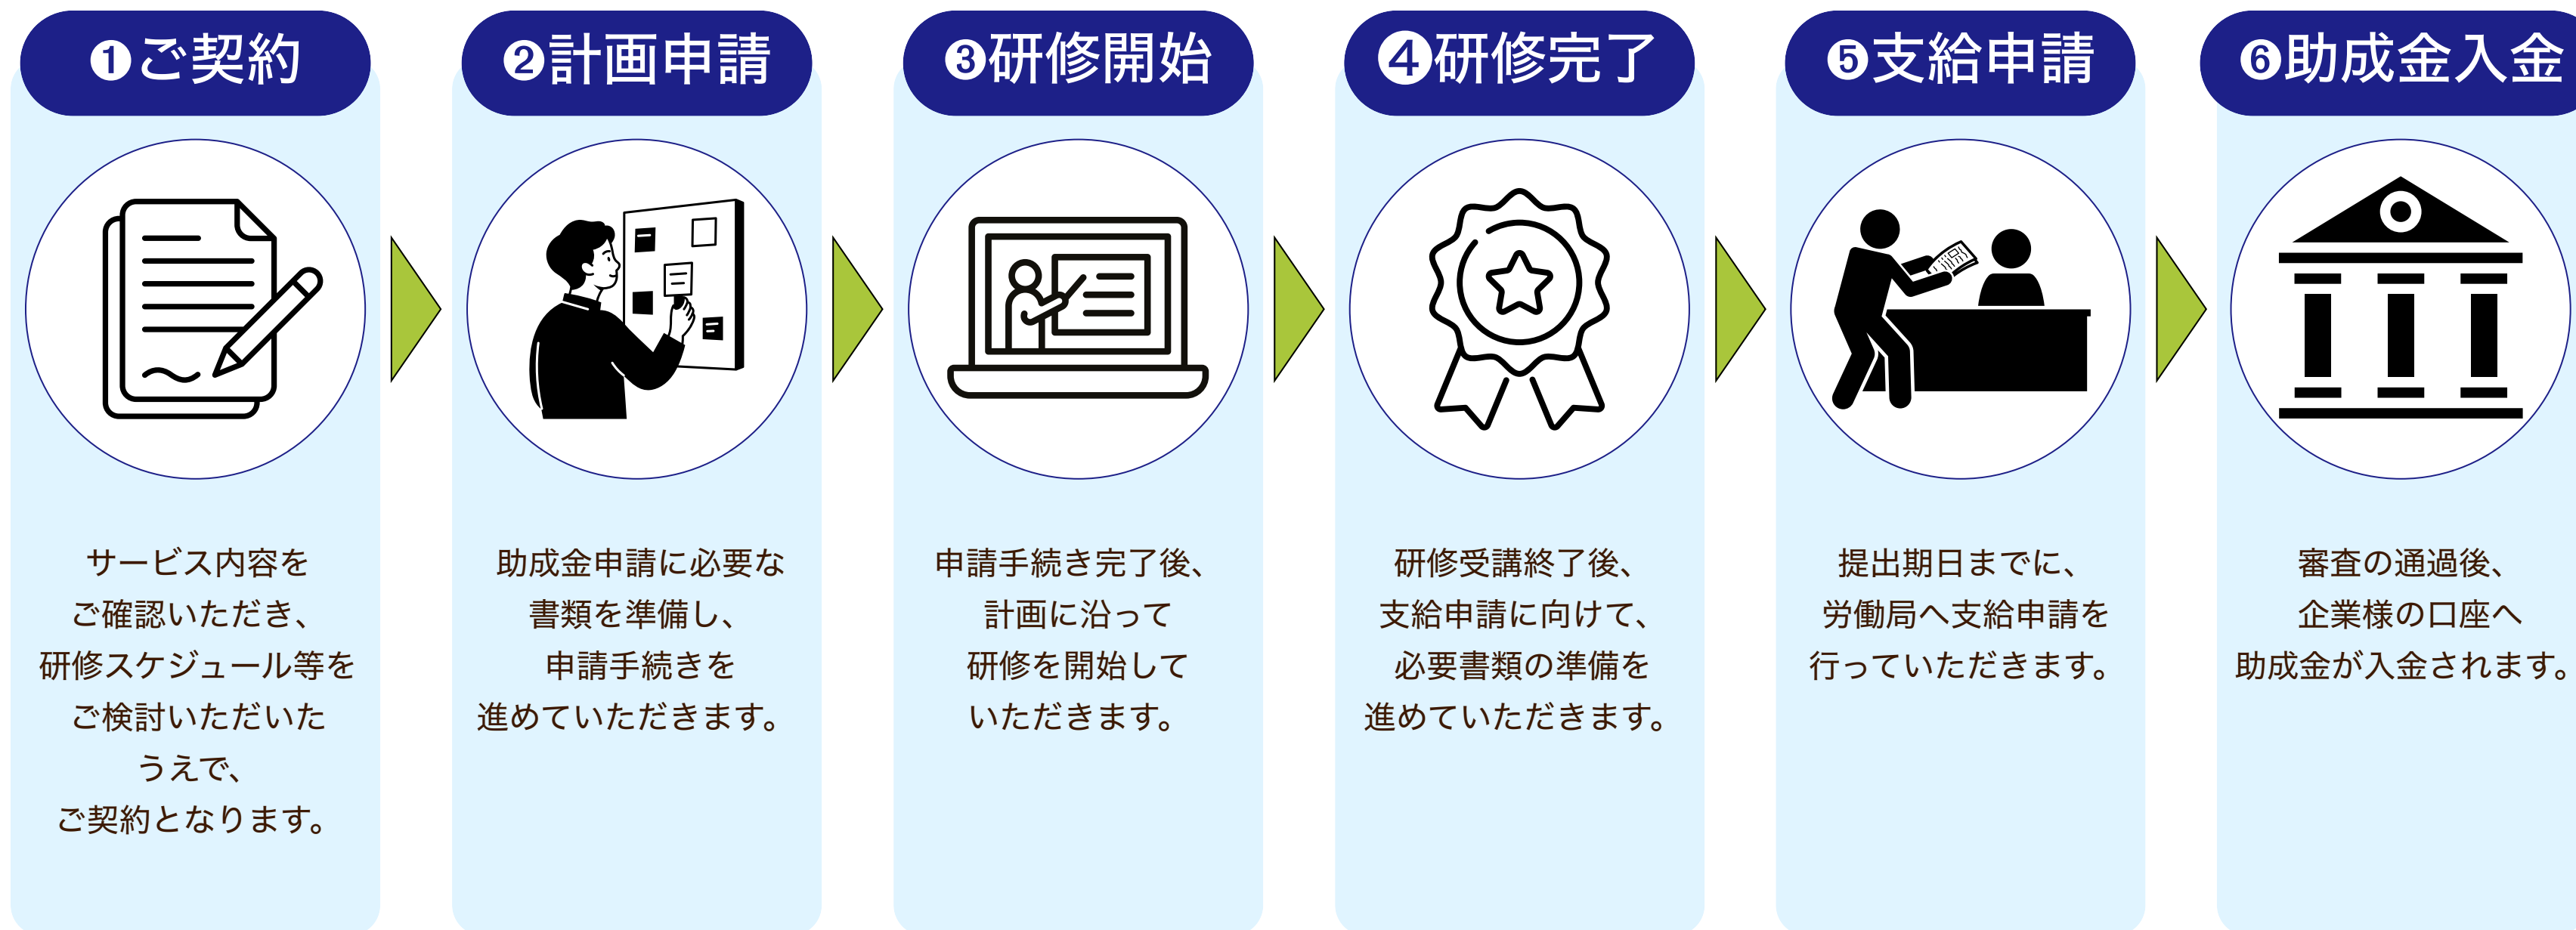 ❶ご契約
サービス内容を
ご確認いただき、
研修スケジュール等を
ご検討いただいた
うえで、
ご契約となります。
❷計画申請
助成金申請に必要な
書類を準備し、
申請手続きを
進めていただきます。
❸研修開始
申請手続き完了後、
計画に沿って
研修を開始して
いただきます。
❹研修完了
研修受講終了後、
支給申請に向けて、
必要書類の準備を
進めていただきます。
❺支給申請
提出期日までに、
労働局へ支給申請を
行っていただきます。
❻助成金入金
審査の通過後、
企業様の口座へ
助成金が入金されます。